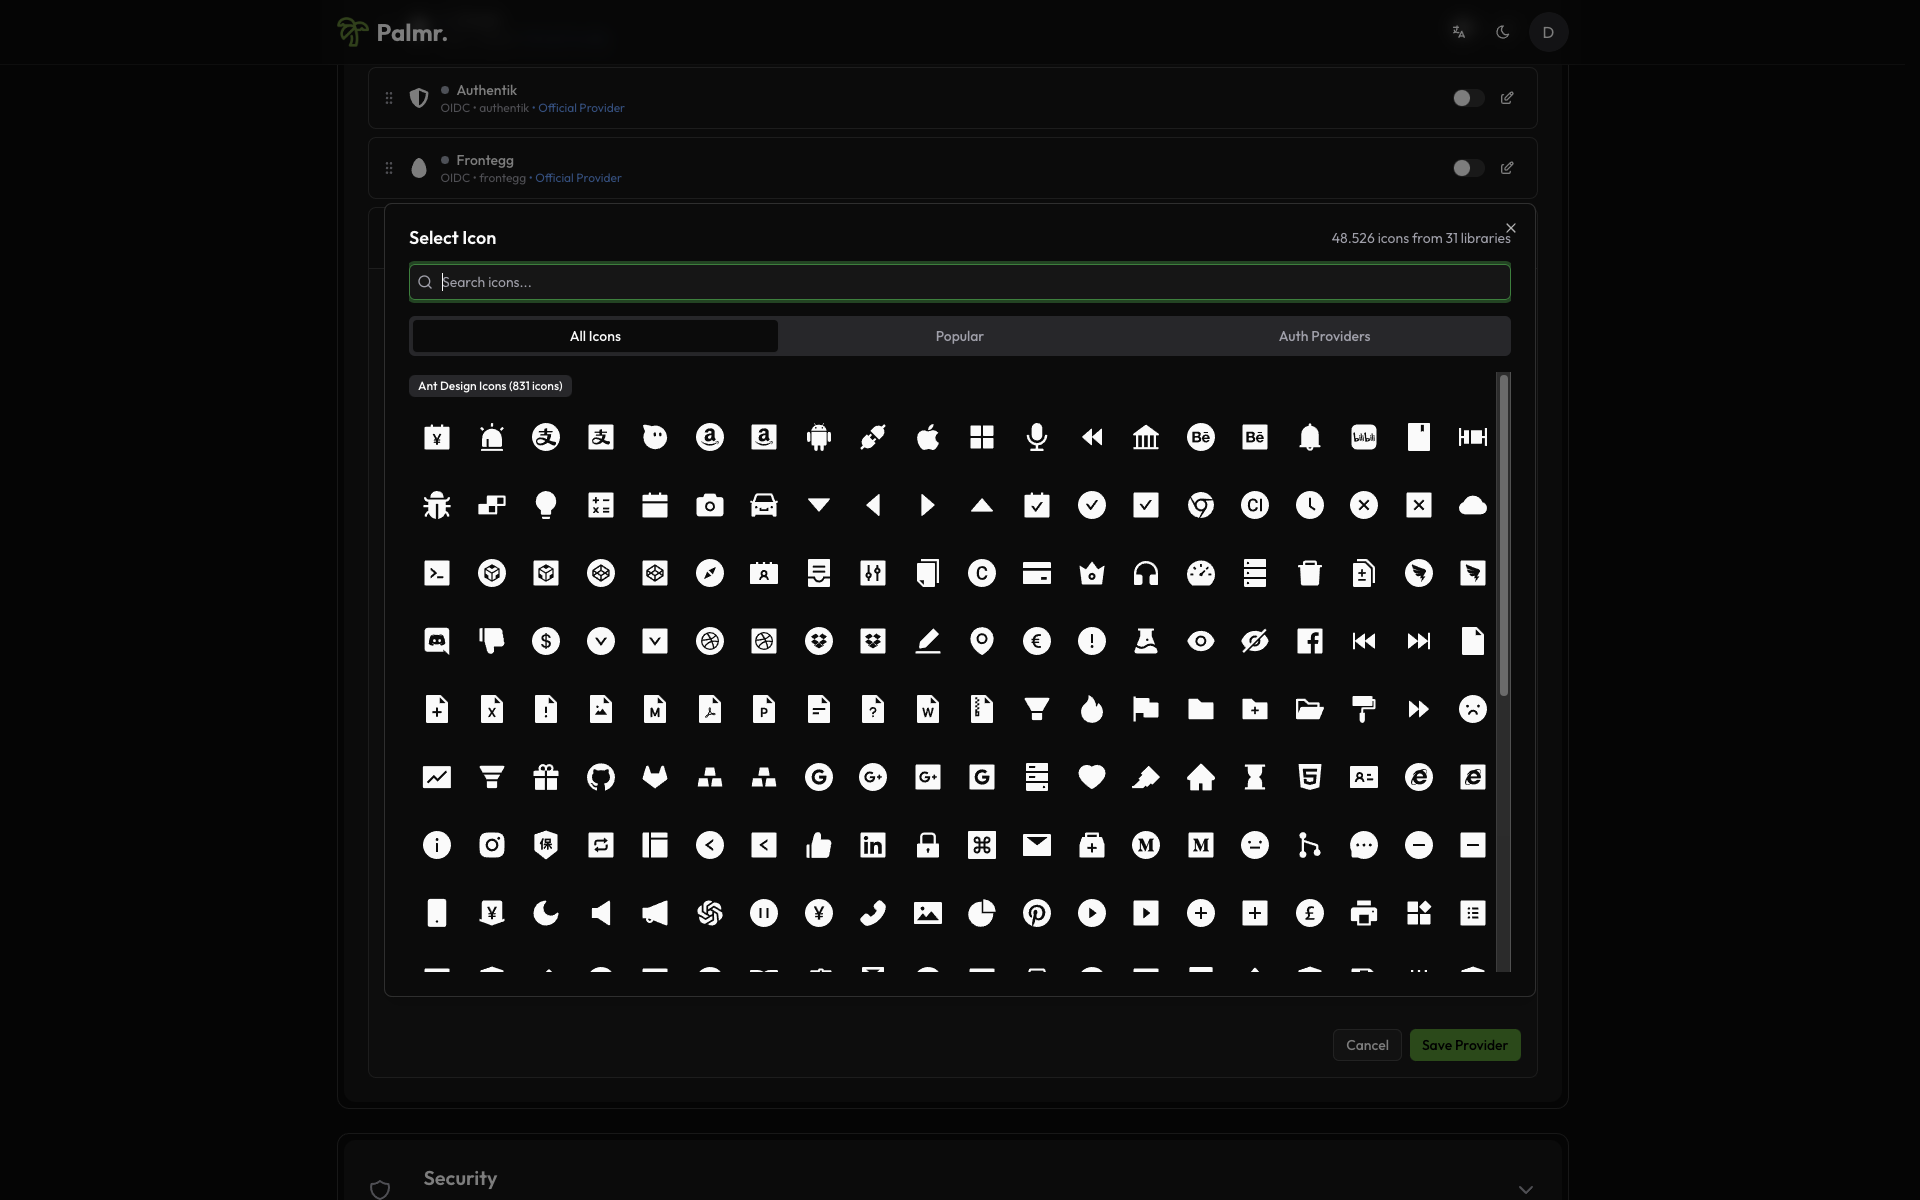 Palmr.
D
Authentik
OIDC • authentik • Official Provider
Frontegg
OIDC • frontegg • Official Provider
Select Icon
48.526 icons from 31 libraries
Search icons...
All Icons
Popular
Auth Providers
Ant Design Icons (831 icons)
Cancel
Save Provider
Security